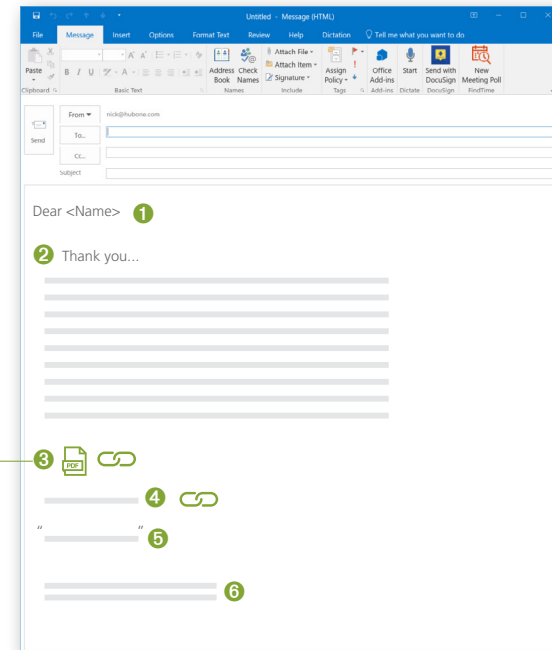 Untitled - Message (HTML)
File Message Insert Options Format Text Review Help Dictation Tell me what you want to do
Paste
B I U A A A
Address Book
Check Names
Attach File
Attach Item
Signature
Assign Policy
Office Add-ins
Start
Send with DocuSign
New Meeting Poll
Clipboard Basic Text Names Include Tags Add-ins Dictate DocuSign FindTime
From nick@hubone.com
Send
To...
Cc...
Subject
Dear <Name> 1
2 Thank you...
3 PDF
4
" " 5
6